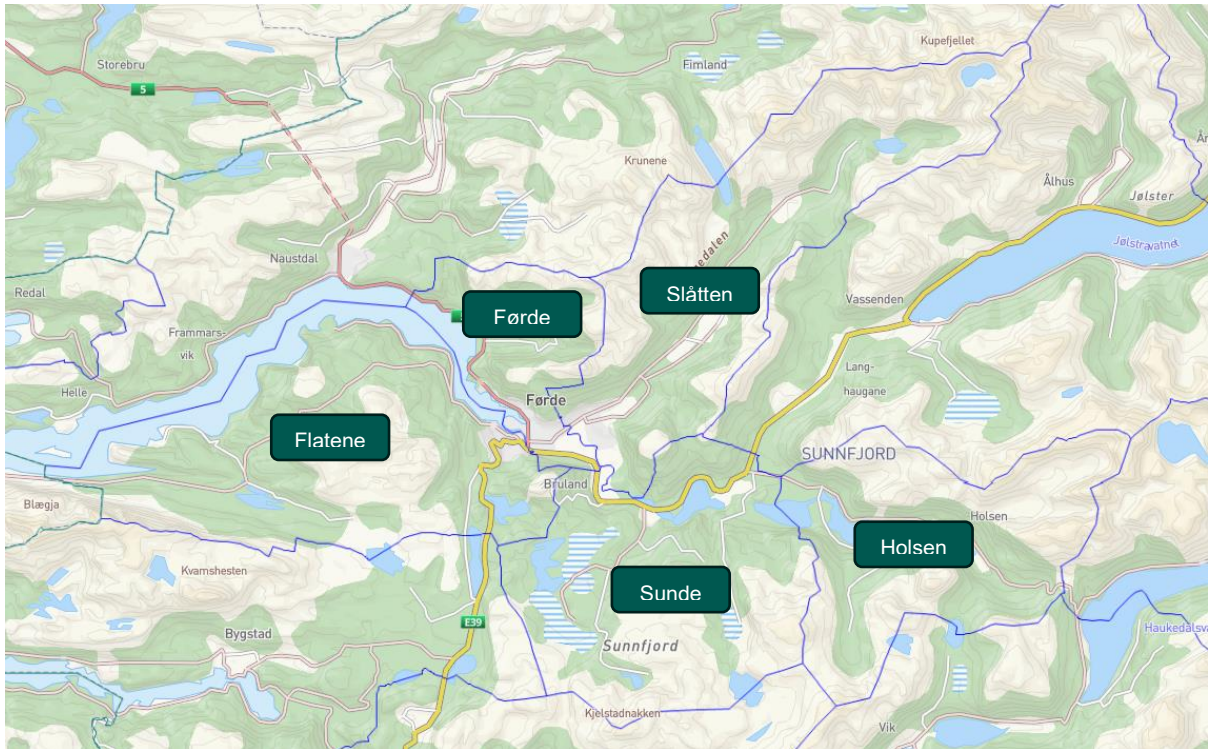 Kupefjellet
Storebru
Fimland
5
Krunene
Ålhus
Jølster
Jølstravatnet
Naustdal
Redal
Slåtten
Vassenden
Førde
Frammars-
vik
Lang-
haugane
Helle
Førde
Flatene
SUNNFJORD
Bruland
Blægja
Holsen
Holsen
Kvamshesten
Sunde
E39
Bygstad
Sunnfjord
Haukedalsva
Kjelstadnakken
Vik